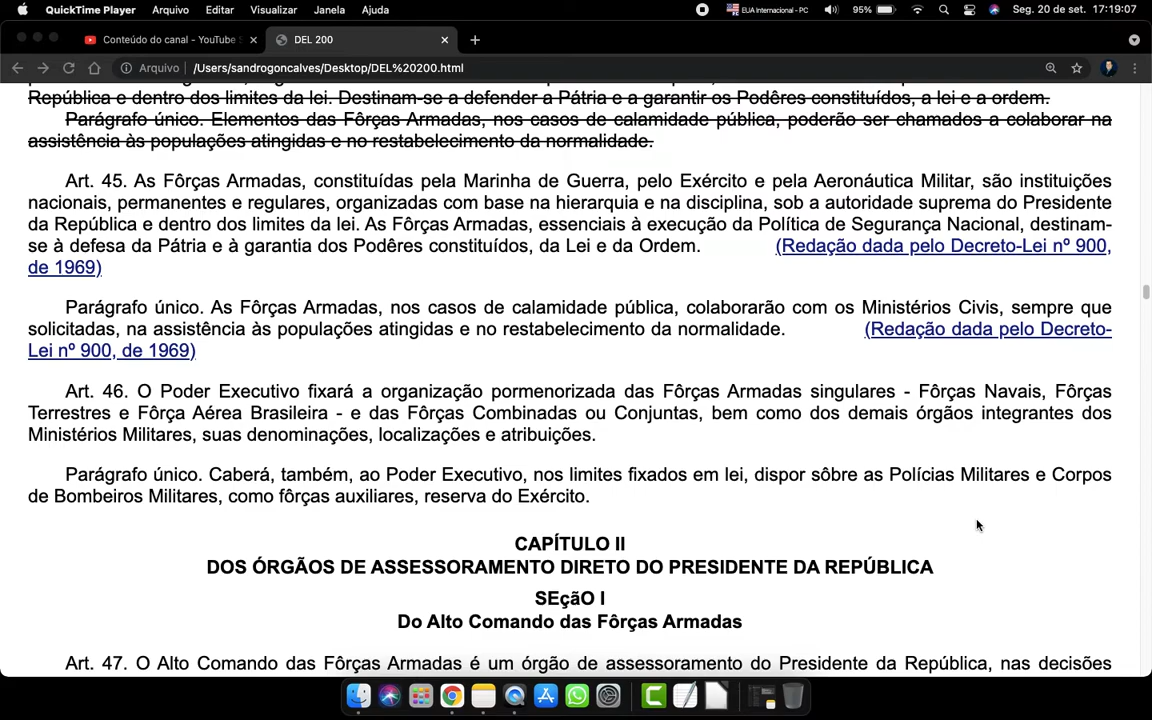 QuickTime Player Arquivo Editar Visualizar Janela Ajuda EUA Internacional - PC 95% Seg. 20 de set. 17:19:07
Conteúdo do canal - YouTube DEL 200
Arquivo /Users/sandrogoncalves/Desktop/DEL%20200.html
República e dentro dos limites da lei. Destinam-se a defender a Pátria e a garantir os Podêres constituídos, a lei e a ordem.
Parágrafo único. Elementos das Fôrças Armadas, nos casos de calamidade pública, poderão ser chamados a colaborar na
assistência às populações atingidas e no restabelecimento da normalidade.
Art. 45. As Fôrças Armadas, constituídas pela Marinha de Guerra, pelo Exército e pela Aeronáutica Militar, são instituições
nacionais, permanentes e regulares, organizadas com base na hierarquia e na disciplina, sob a autoridade suprema do Presidente
da República e dentro dos limites da lei. As Fôrças Armadas, essenciais à execução da Política de Segurança Nacional, destinam-
se à defesa da Pátria e à garantia dos Podêres constituídos, da Lei e da Ordem. (Redação dada pelo Decreto-Lei nº 900,
de 1969)
Parágrafo único. As Fôrças Armadas, nos casos de calamidade pública, colaborarão com os Ministérios Civis, sempre que
solicitadas, na assistência às populações atingidas e no restabelecimento da normalidade. (Redação dada pelo Decreto-
Lei nº 900, de 1969)
Art. 46. O Poder Executivo fixará a organização pormenorizada das Fôrças Armadas singulares - Fôrças Navais, Fôrças
Terrestres e Fôrça Aérea Brasileira - e das Fôrças Combinadas ou Conjuntas, bem como dos demais órgãos integrantes dos
Ministérios Militares, suas denominações, localizações e atribuições.
Parágrafo único. Caberá, também, ao Poder Executivo, nos limites fixados em lei, dispor sôbre as Polícias Militares e Corpos
de Bombeiros Militares, como fôrças auxiliares, reserva do Exército.
CAPÍTULO II
DOS ÓRGÃOS DE ASSESSORAMENTO DIRETO DO PRESIDENTE DA REPÚBLICA
SEçãO I
Do Alto Comando das Fôrças Armadas
Art. 47. O Alto Comando das Fôrças Armadas é um órgão de assessoramento do Presidente da República, nas decisões